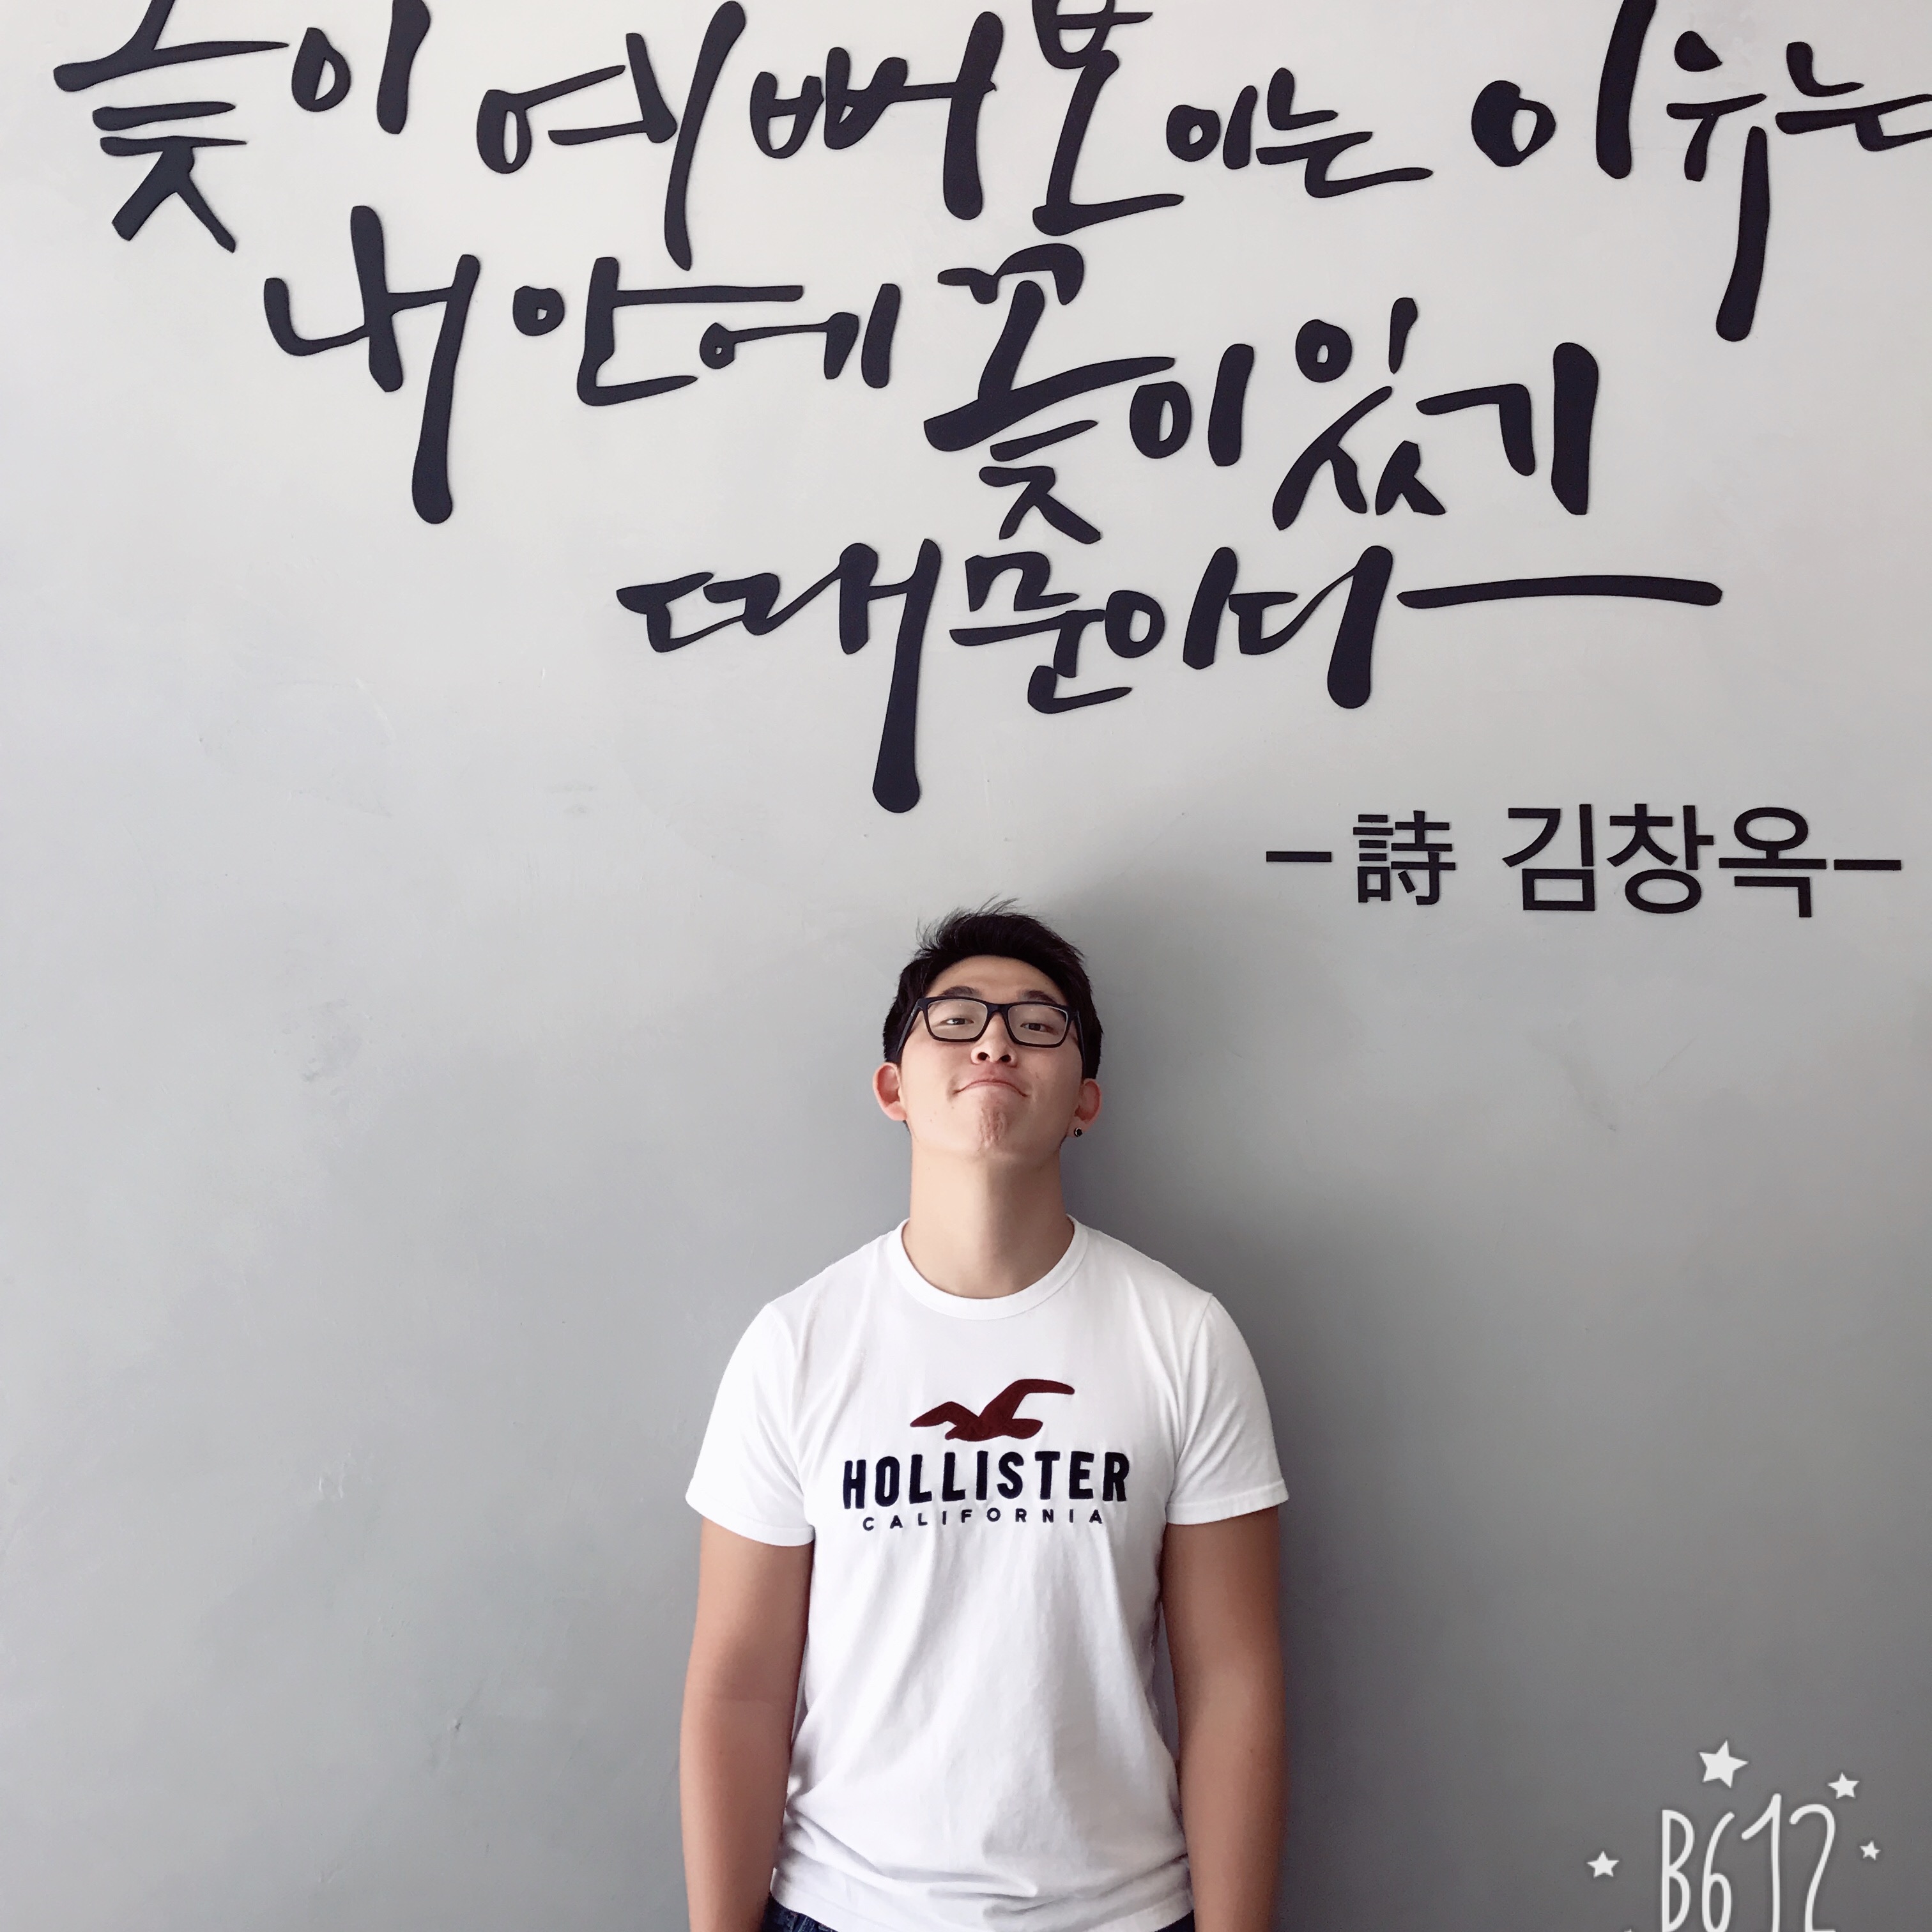 꽃이 예뻐 보이는 이유는
내 안에 꽃이 있기
때문이다
-詩 김창옥-
HOLLISTER
CALIFORNIA
B612